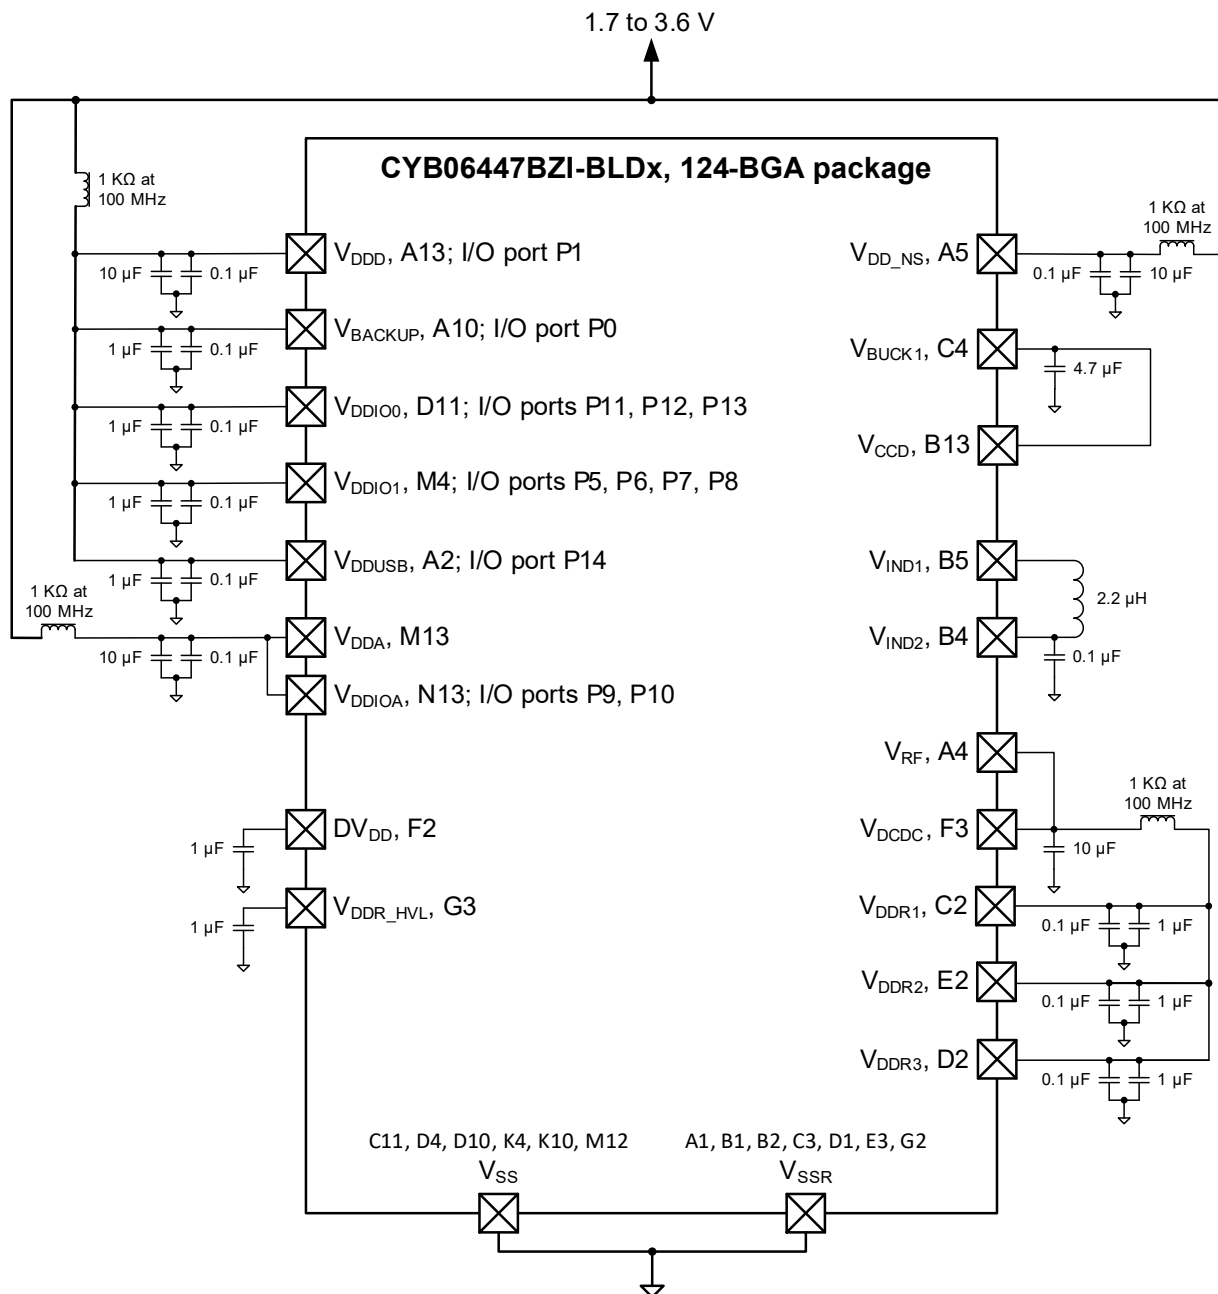 1.7 to 3.6 V
CYB06447BZI-BLDx, 124-BGA package
1 KΩ at
100 MHz
VDDD, A13; I/O port P1
10 µF
0.1 µF
VBACKUP, A10; I/O port P0
1 µF
0.1 µF
VDDIO0, D11; I/O ports P11, P12, P13
1 µF
0.1 µF
VDDIO1, M4; I/O ports P5, P6, P7, P8
1 µF
0.1 µF
VDDUSB, A2; I/O port P14
1 µF
0.1 µF
1 KΩ at
100 MHz
VDDA, M13
10 µF
0.1 µF
VDDIOA, N13; I/O ports P9, P10
DVDD, F2
1 µF
VDDR_HVL, G3
1 µF
1 KΩ at
100 MHz
VDD_NS, A5
0.1 µF
10 µF
VBUCK1, C4
4.7 µF
VCCD, B13
VIND1, B5
2.2 µH
VIND2, B4
0.1 µF
VRF, A4
1 KΩ at
100 MHz
VDCDC, F3
10 µF
VDDR1, C2
0.1 µF
1 µF
VDDR2, E2
0.1 µF
1 µF
VDDR3, D2
0.1 µF
1 µF
C11, D4, D10, K4, K10, M12
VSS
A1, B1, B2, C3, D1, E3, G2
VSSR